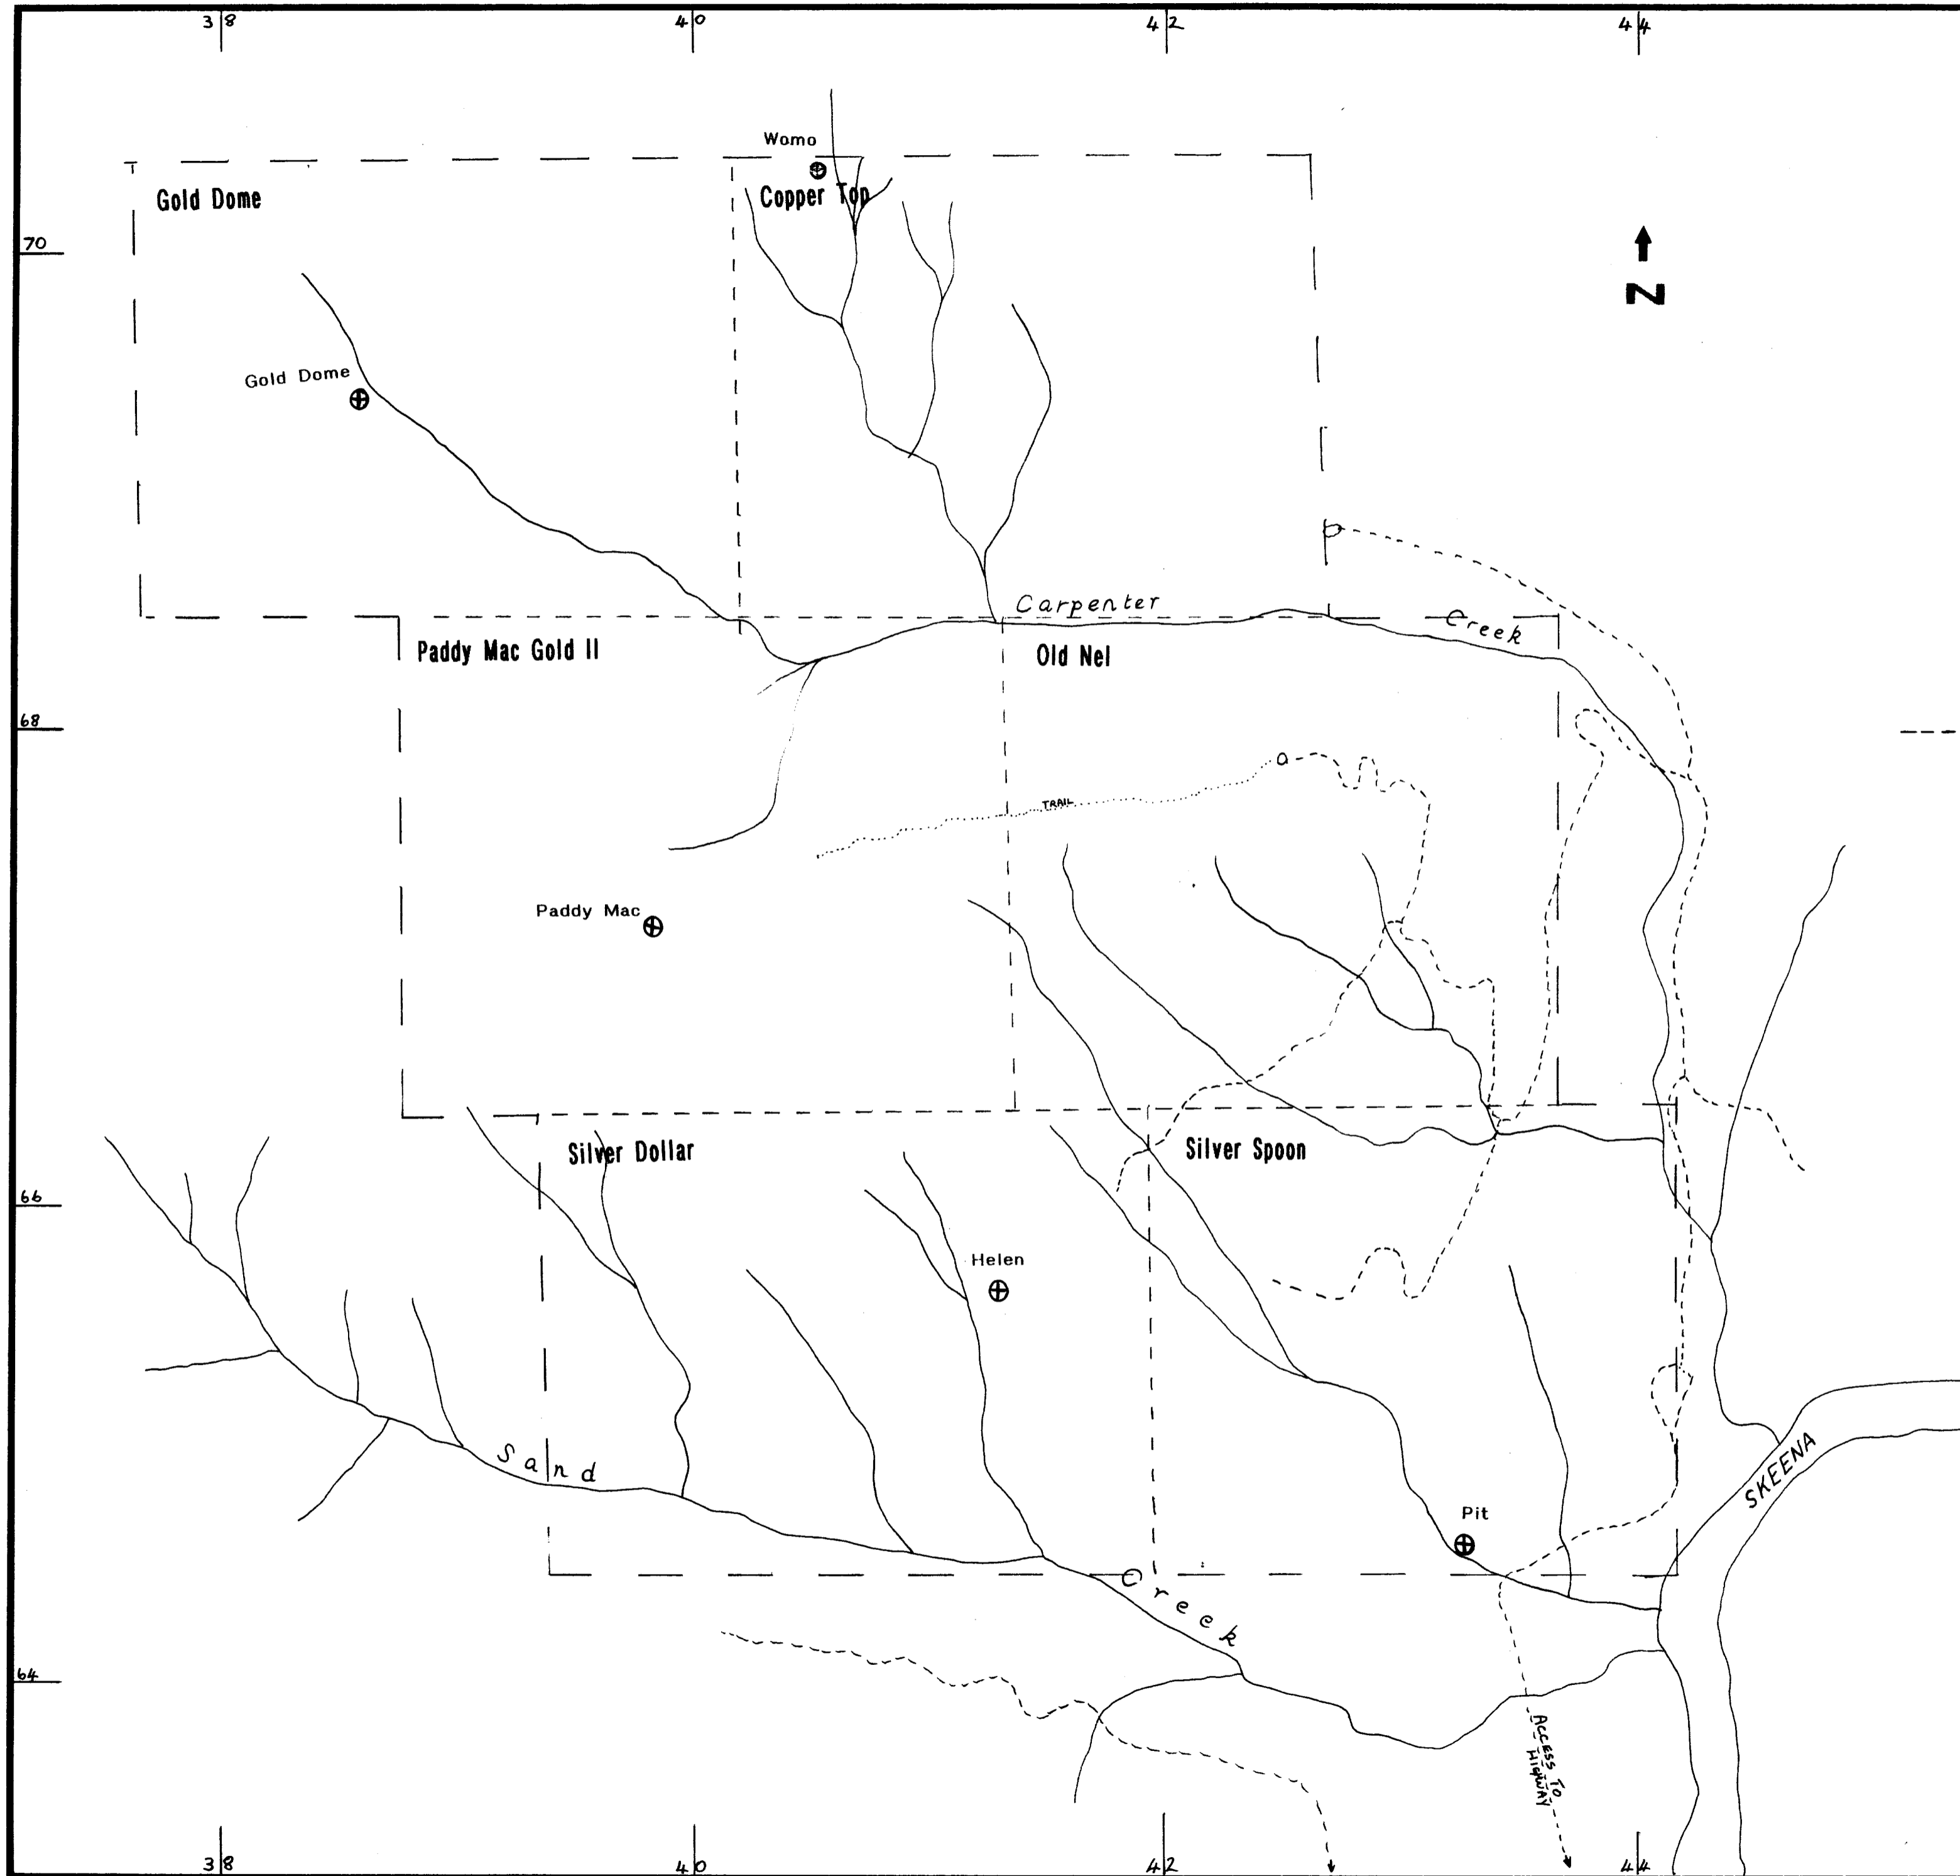 38 40 42 44
Womo
Gold Dome
Copper Top
70
N
Gold Dome
Carpenter Creek
Paddy Mac Gold II
Old Nel
68
TRAIL
Paddy Mac
Silver Dollar
Silver Spoon
66
Helen
Sand Creek
SKEENA
Pit
64
ACCESS TO
HIGHWAY
38 40 42 44